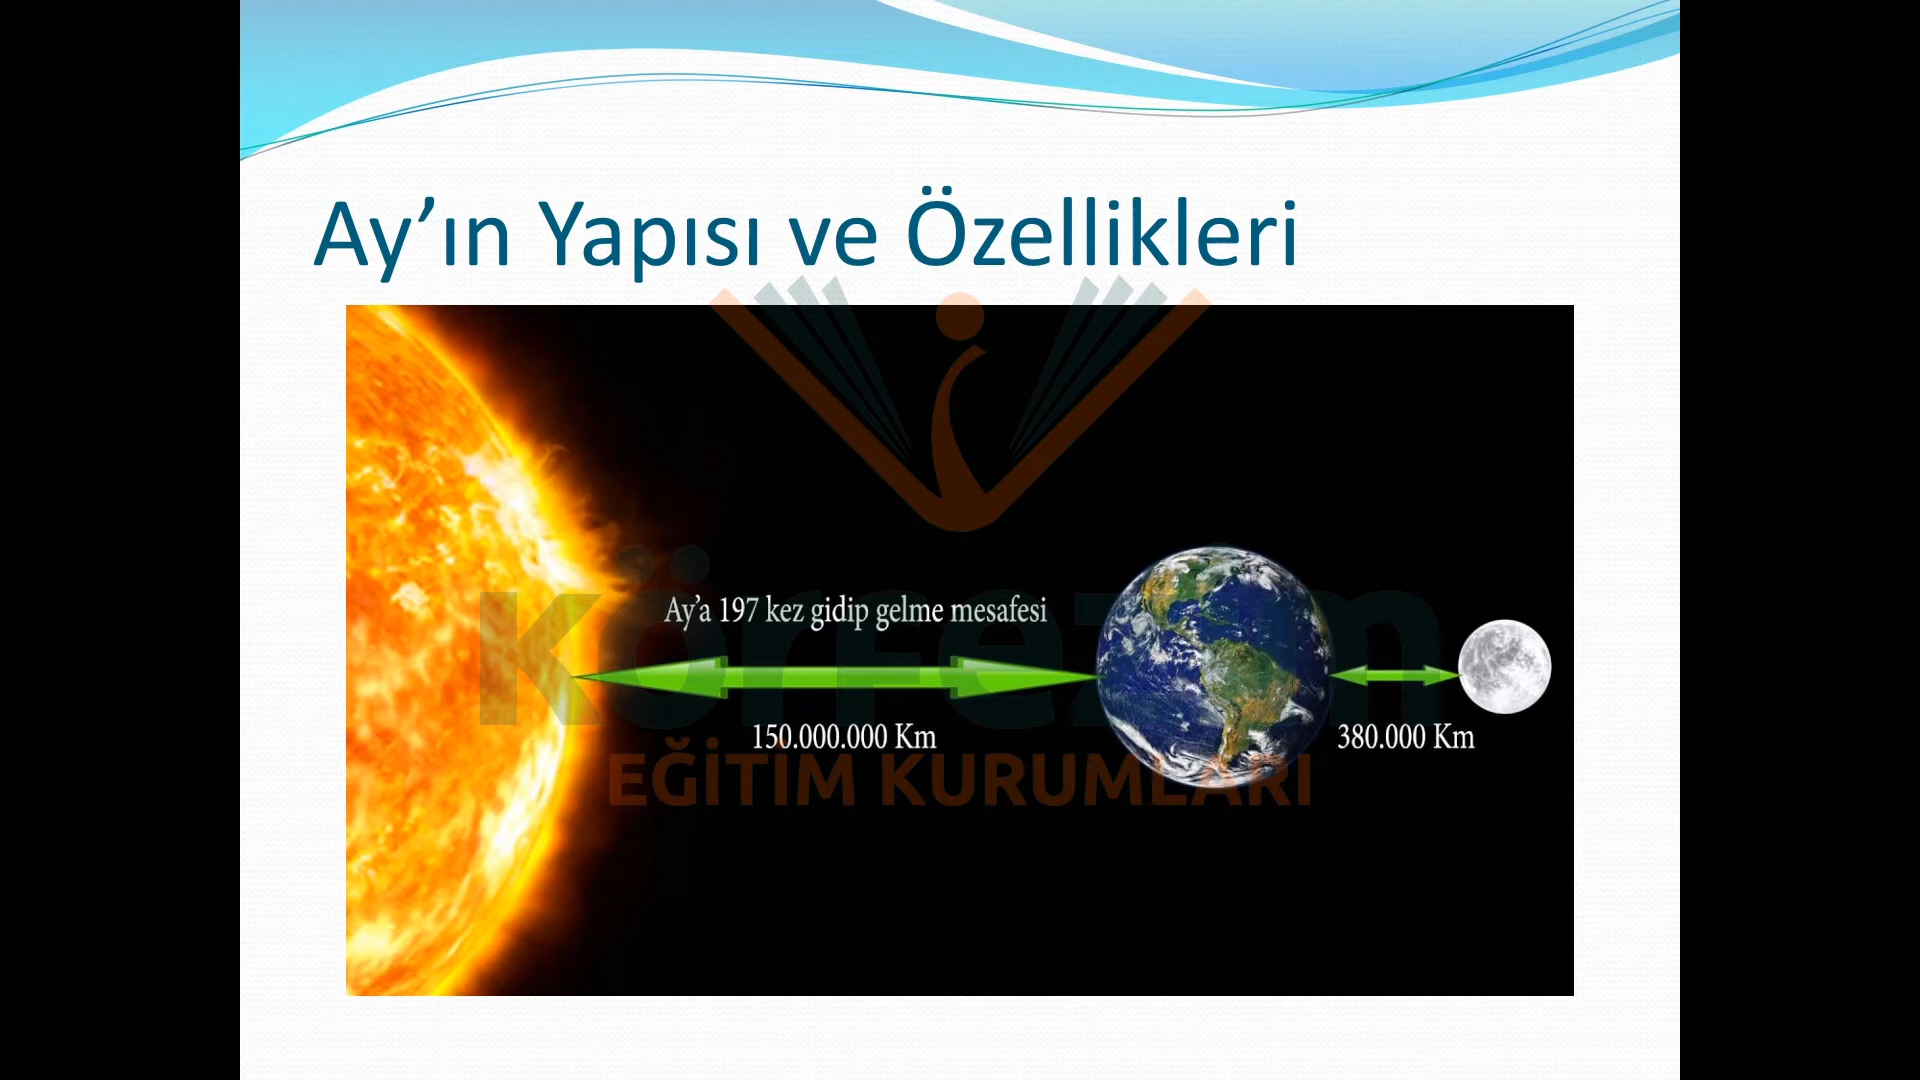 Ay’ın Yapısı ve Özellikleri
Ay’a 197 kez gidip gelme mesafesi
150.000.000 Km
380.000 Km
Körfezim
EĞİTİM KURUMLARI